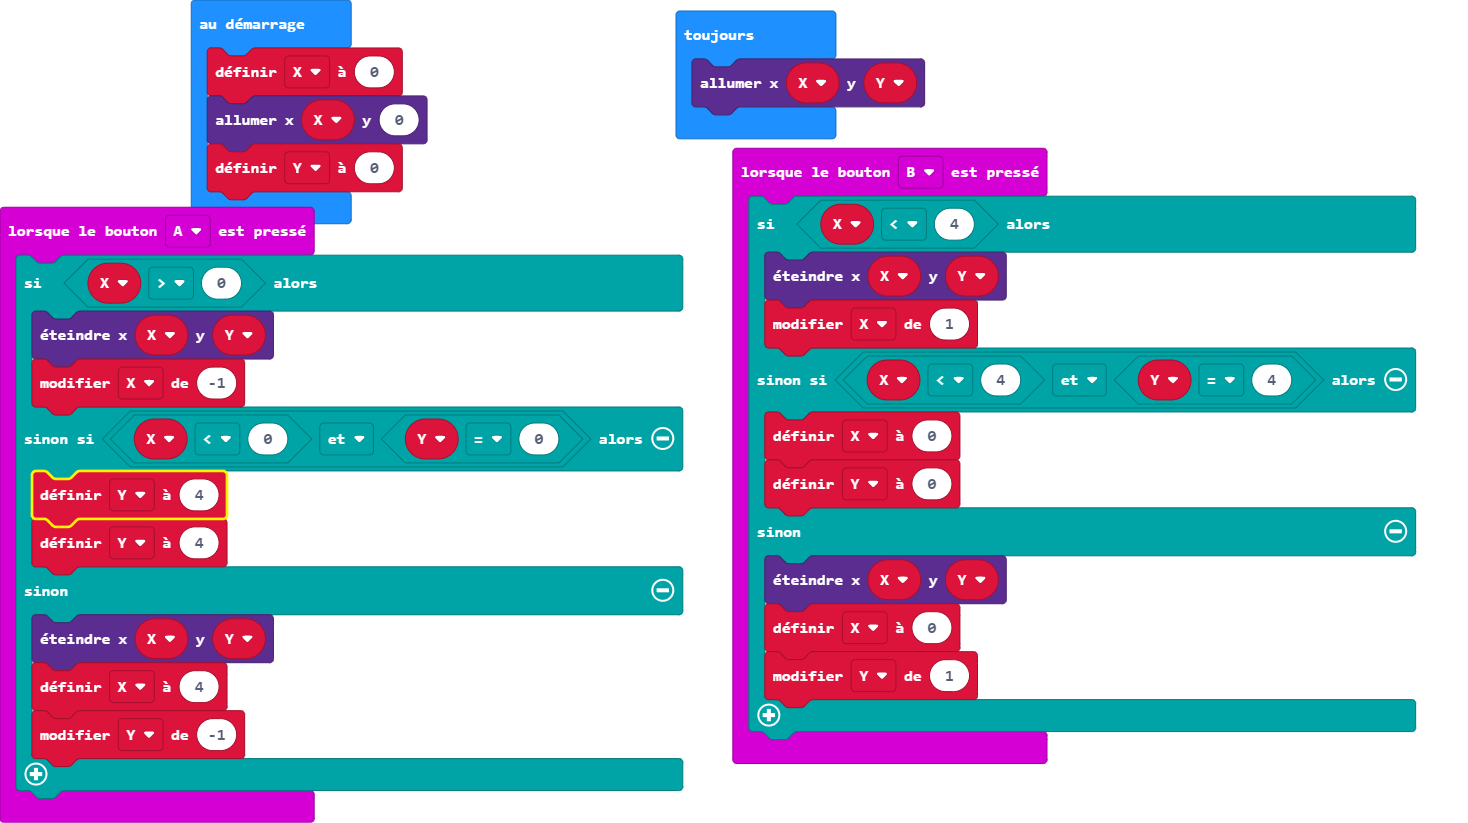 au démarrage
définir X à 0
allumer x X y 0
définir Y à 0
toujours
allumer x X y Y
lorsque le bouton A est pressé
si X > 0 alors
éteindre x X y Y
modifier X de -1
sinon si X < 0 et Y = 0 alors
définir Y à 4
définir Y à 4
sinon
éteindre x X y Y
définir X à 4
modifier Y de -1
lorsque le bouton B est pressé
si X < 4 alors
éteindre x X y Y
modifier X de 1
sinon si X < 4 et Y = 4 alors
définir X à 0
définir Y à 0
sinon
éteindre x X y Y
définir X à 0
modifier Y de 1